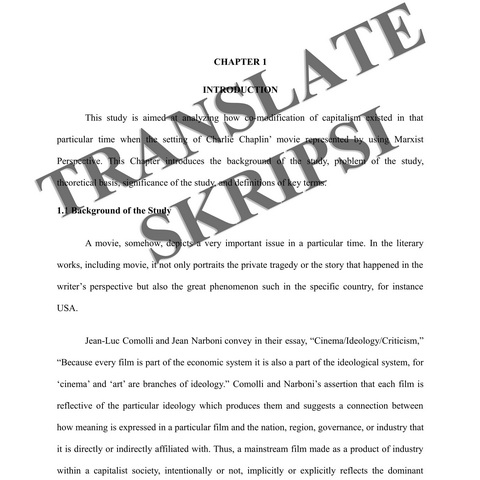 CHAPTER 1
INTRODUCTION
This study is aimed at analyzing how co-modification of capitalism existed in that
particular time when the setting of Charlie Chaplin’ movie represented by using Marxist
Perspective. This Chapter introduces the background of the study, problem of the study,
theoretical basis, significance of the study, and definitions of key terms.
1.1 Background of the Study
A movie, somehow, depicts a very important issue in a particular time. In the literary
works, including movie, it not only portraits the private tragedy or the story that happened in the
writer’s perspective but also the great phenomenon such in the specific country, for instance
USA.
Jean-Luc Comolli and Jean Narboni convey in their essay, “Cinema/Ideology/Criticism,”
“Because every film is part of the economic system it is also a part of the ideological system, for
‘cinema’ and ‘art’ are branches of ideology.” Comolli and Narboni’s assertion that each film is
reflective of the particular ideology which produces them and suggests a connection between
how meaning is expressed in a particular film and the nation, region, governance, or industry that
it is directly or indirectly affiliated with. Thus, a mainstream film made as a product of industry
within a capitalist society, intentionally or not, implicitly or explicitly reflects the dominant
TRANSLATE
SKRIPSI